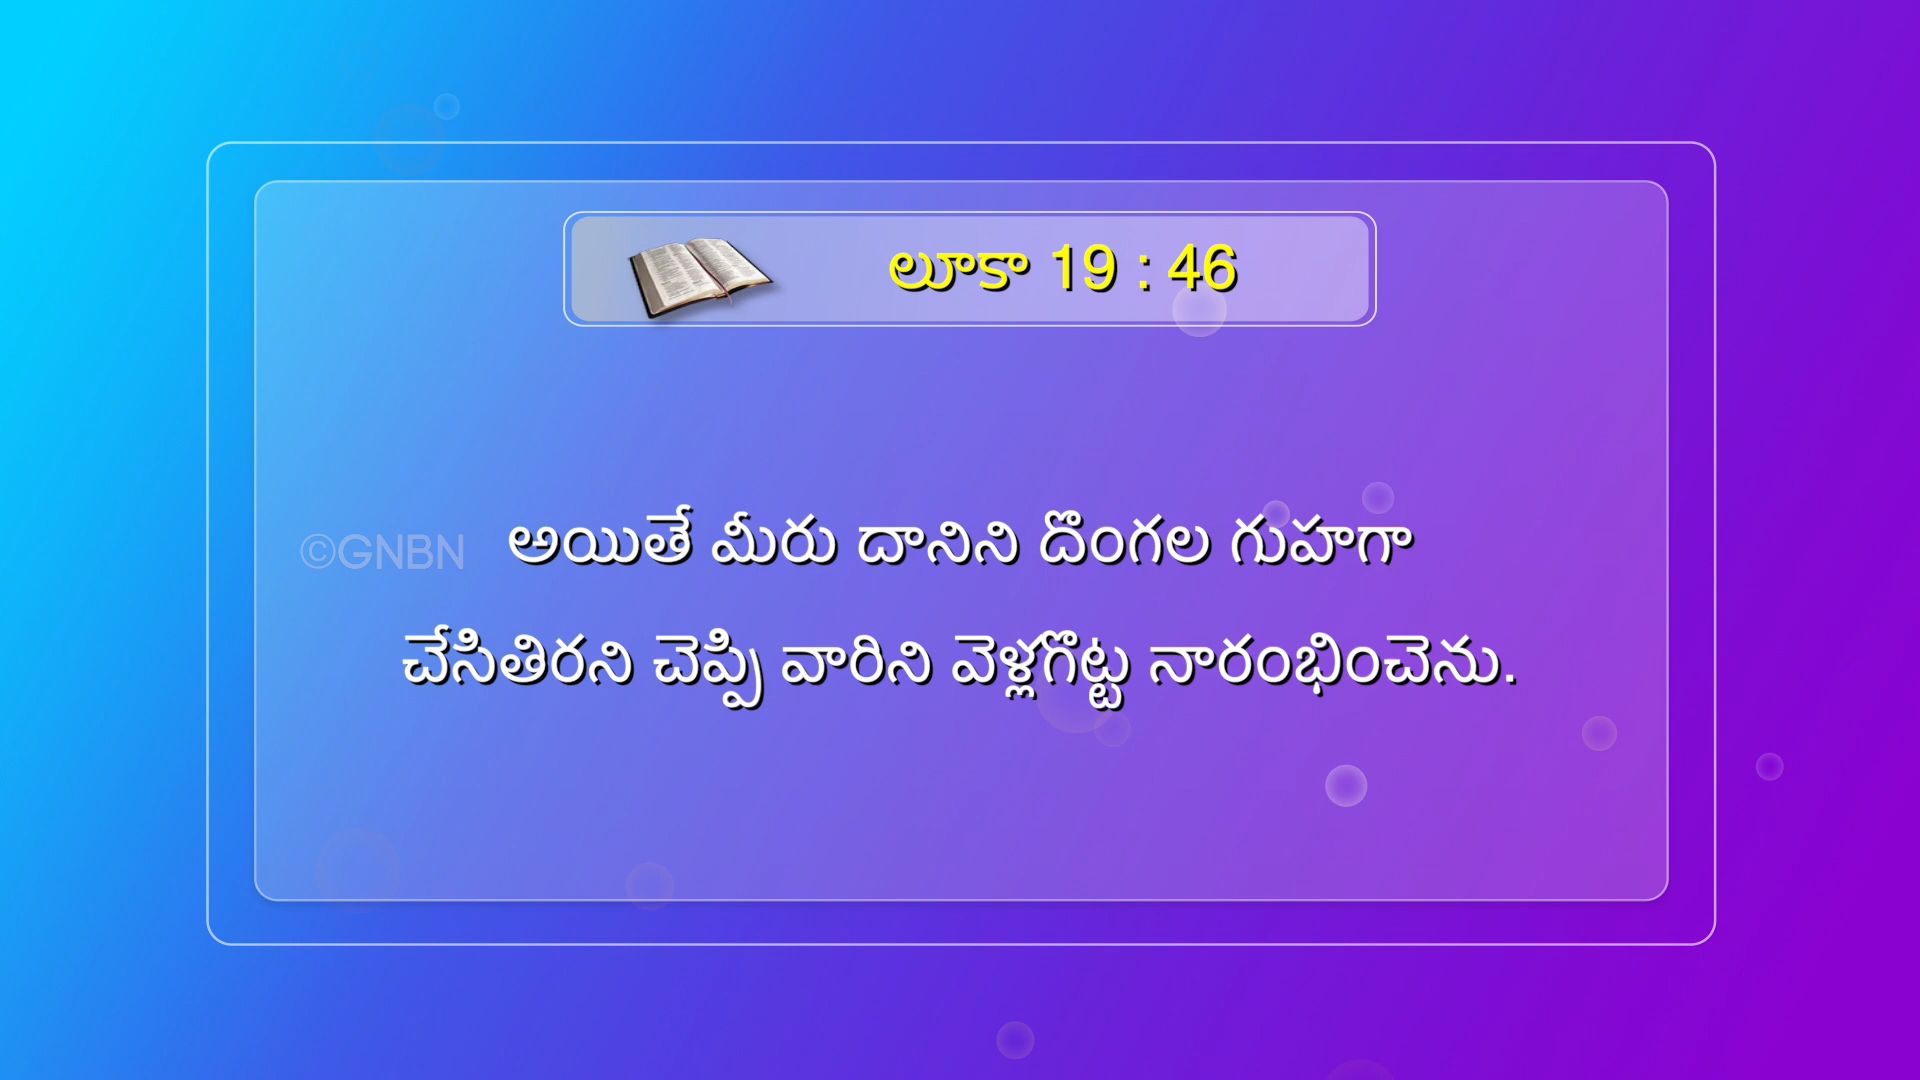 లూకా 19 : 46
అయితే మీరు దానిని దొంగల గుహగా
©GNBN
చేసితిరని చెప్పి వారిని వెళ్లగొట్ట నారంభించెను.